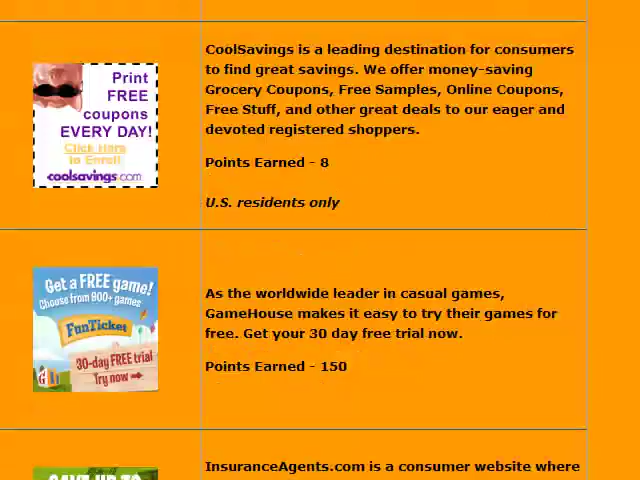 Print
FREE
coupons
EVERY DAY!
Click Here
to Enroll
coolsavings.com
CoolSavings is a leading destination for consumers
to find great savings. We offer money-saving
Grocery Coupons, Free Samples, Online Coupons,
Free Stuff, and other great deals to our eager and
devoted registered shoppers.
Points Earned - 8
U.S. residents only
Get a FREE game!
Choose from 800+ games
FunTicket
30-day FREE trial
Try now
As the worldwide leader in casual games,
GameHouse makes it easy to try their games for
free. Get your 30 day free trial now.
Points Earned - 150
SAVE UP TO
InsuranceAgents.com is a consumer website where